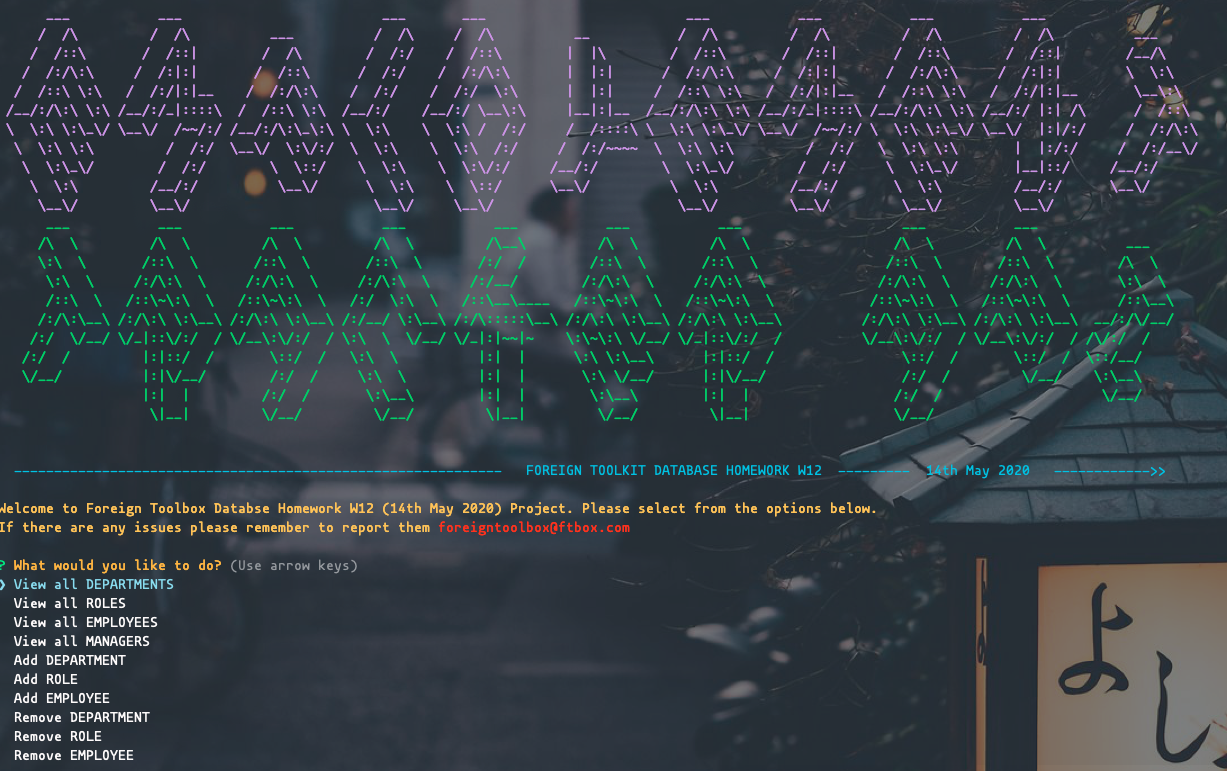 EMPLOYEMENT
TRACKER API
------------------------------------------------------------- FOREIGN TOOLKIT DATABASE HOMEWORK W12 --------- 14th May 2020 ------------>>
Welcome to Foreign Toolbox Databse Homework W12 (14th May 2020) Project. Please select from the options below.
If there are any issues please remember to report them foreigntoolbox@ftbox.com
? What would you like to do? (Use arrow keys)
❯ View all DEPARTMENTS
View all ROLES
View all EMPLOYEES
View all MANAGERS
Add DEPARTMENT
Add ROLE
Add EMPLOYEE
Remove DEPARTMENT
Remove ROLE
Remove EMPLOYEE
よし